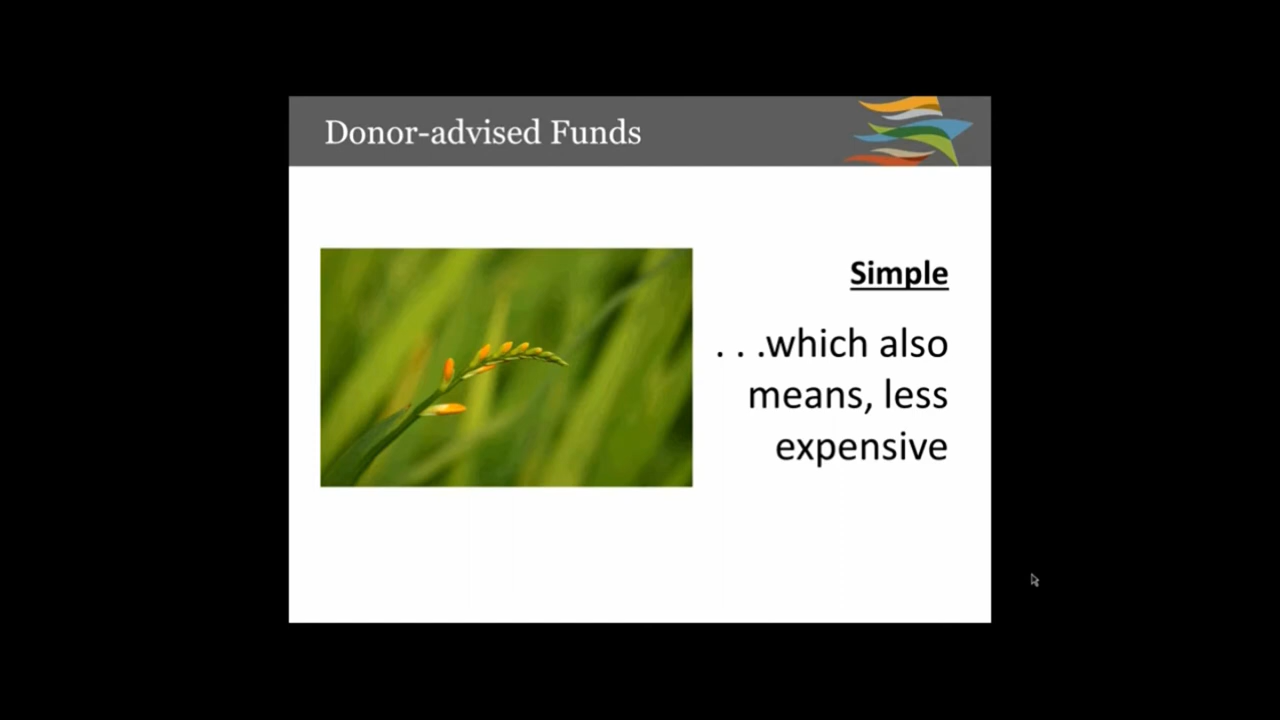 Donor-advised Funds
Simple
. . .which also
means, less
expensive